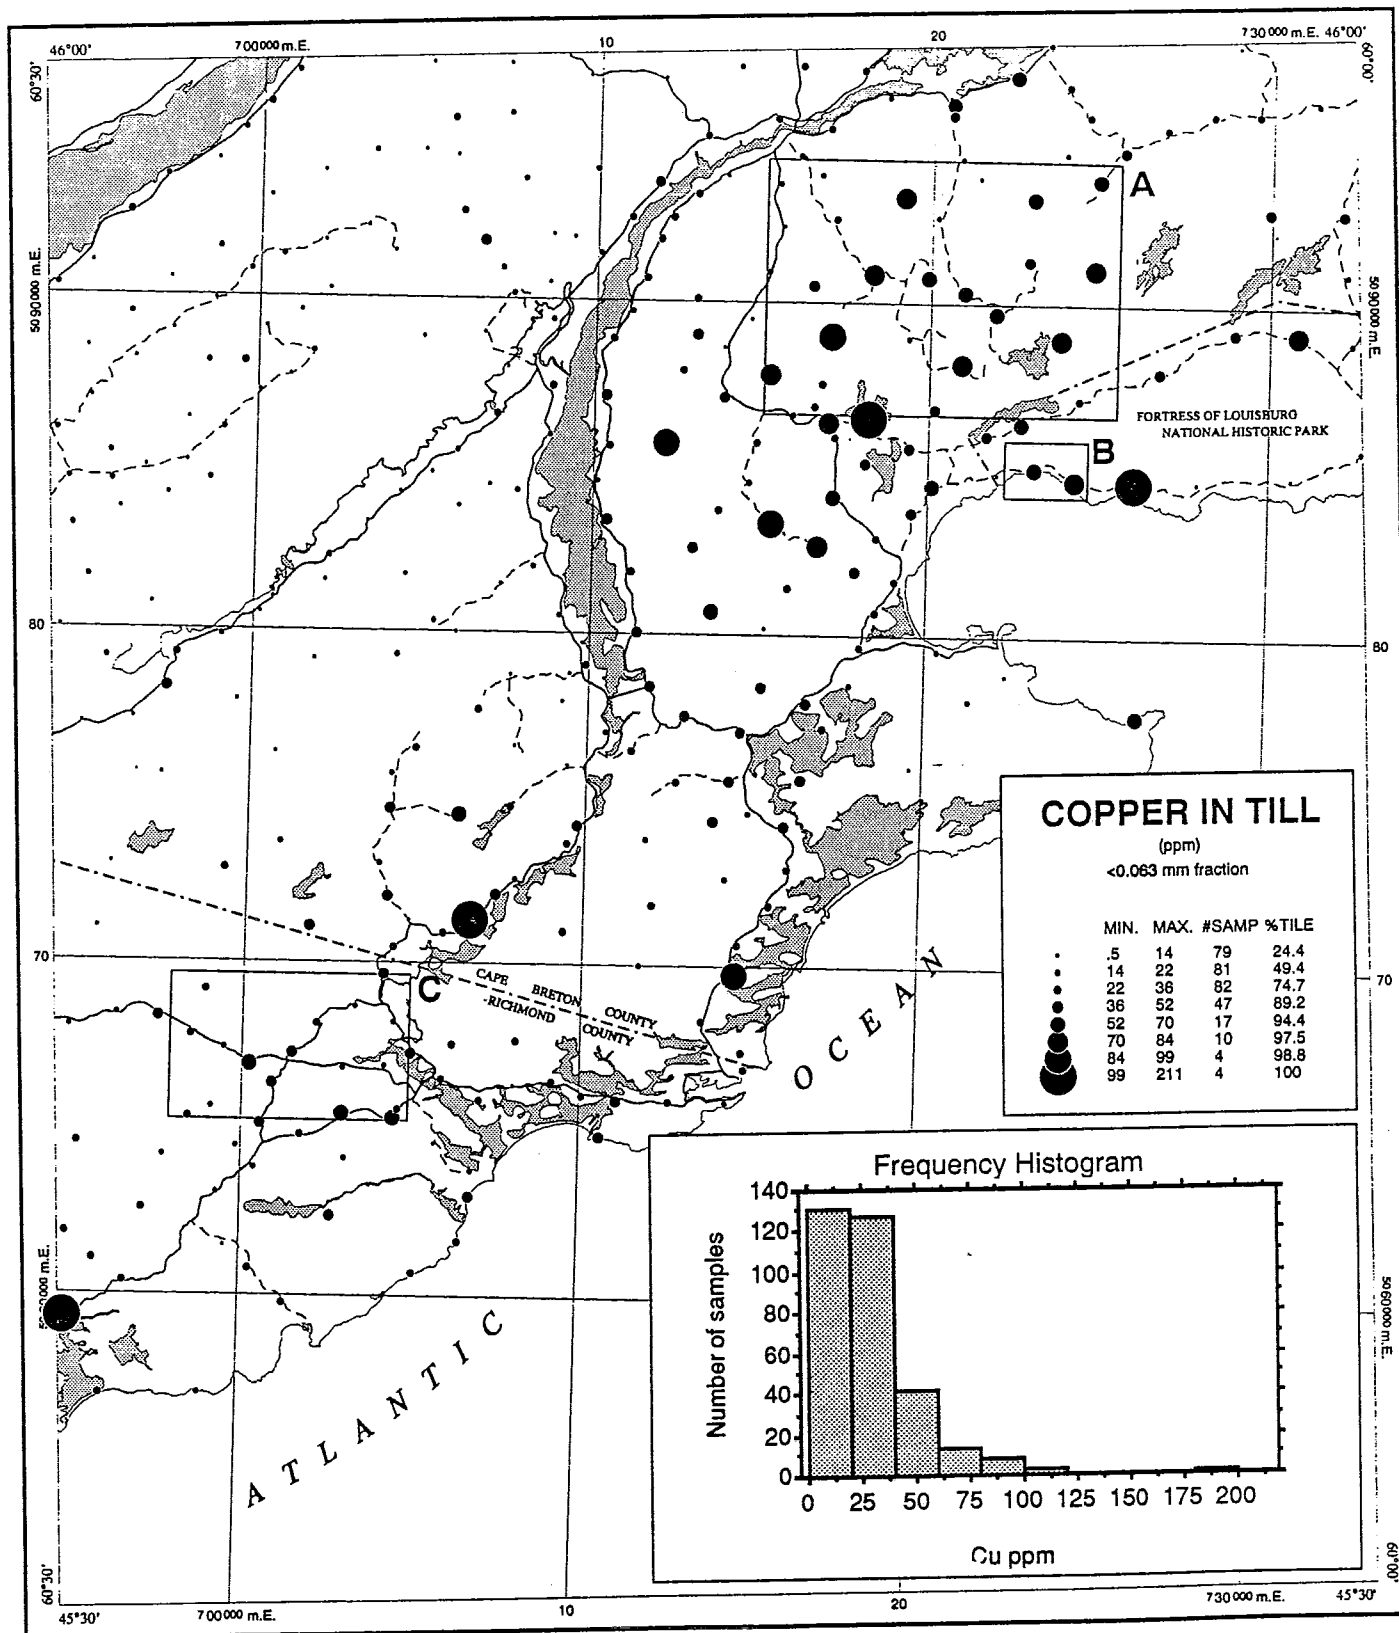 46°00'
700000 m.E.
10
20
730000 m.E. 46°00'
60°30'
60°00'
A
5090000 m.E.
5090000 m.E.
FORTRESS OF LOUISBURG
NATIONAL HISTORIC PARK
B
80
80
COPPER IN TILL
(ppm)
<0.063 mm fraction
MIN. MAX. #SAMP %TILE
.5 14 79 24.4
14 22 81 49.4
22 36 82 74.7
36 52 47 89.2
52 70 17 94.4
70 84 10 97.5
84 99 4 98.8
99 211 4 100
70
70
C
CAPE BRETON COUNTY
RICHMOND COUNTY
ATLANTIC OCEAN
000 m.E.
5060000 m.E.
Frequency Histogram
Number of samples
140
120
100
80
60
40
20
0
0 25 50 75 100 125 150 175 200
Cu ppm
60°30'
60°00'
45°30'
700000 m.E.
10
20
730000 m.E. 45°30'